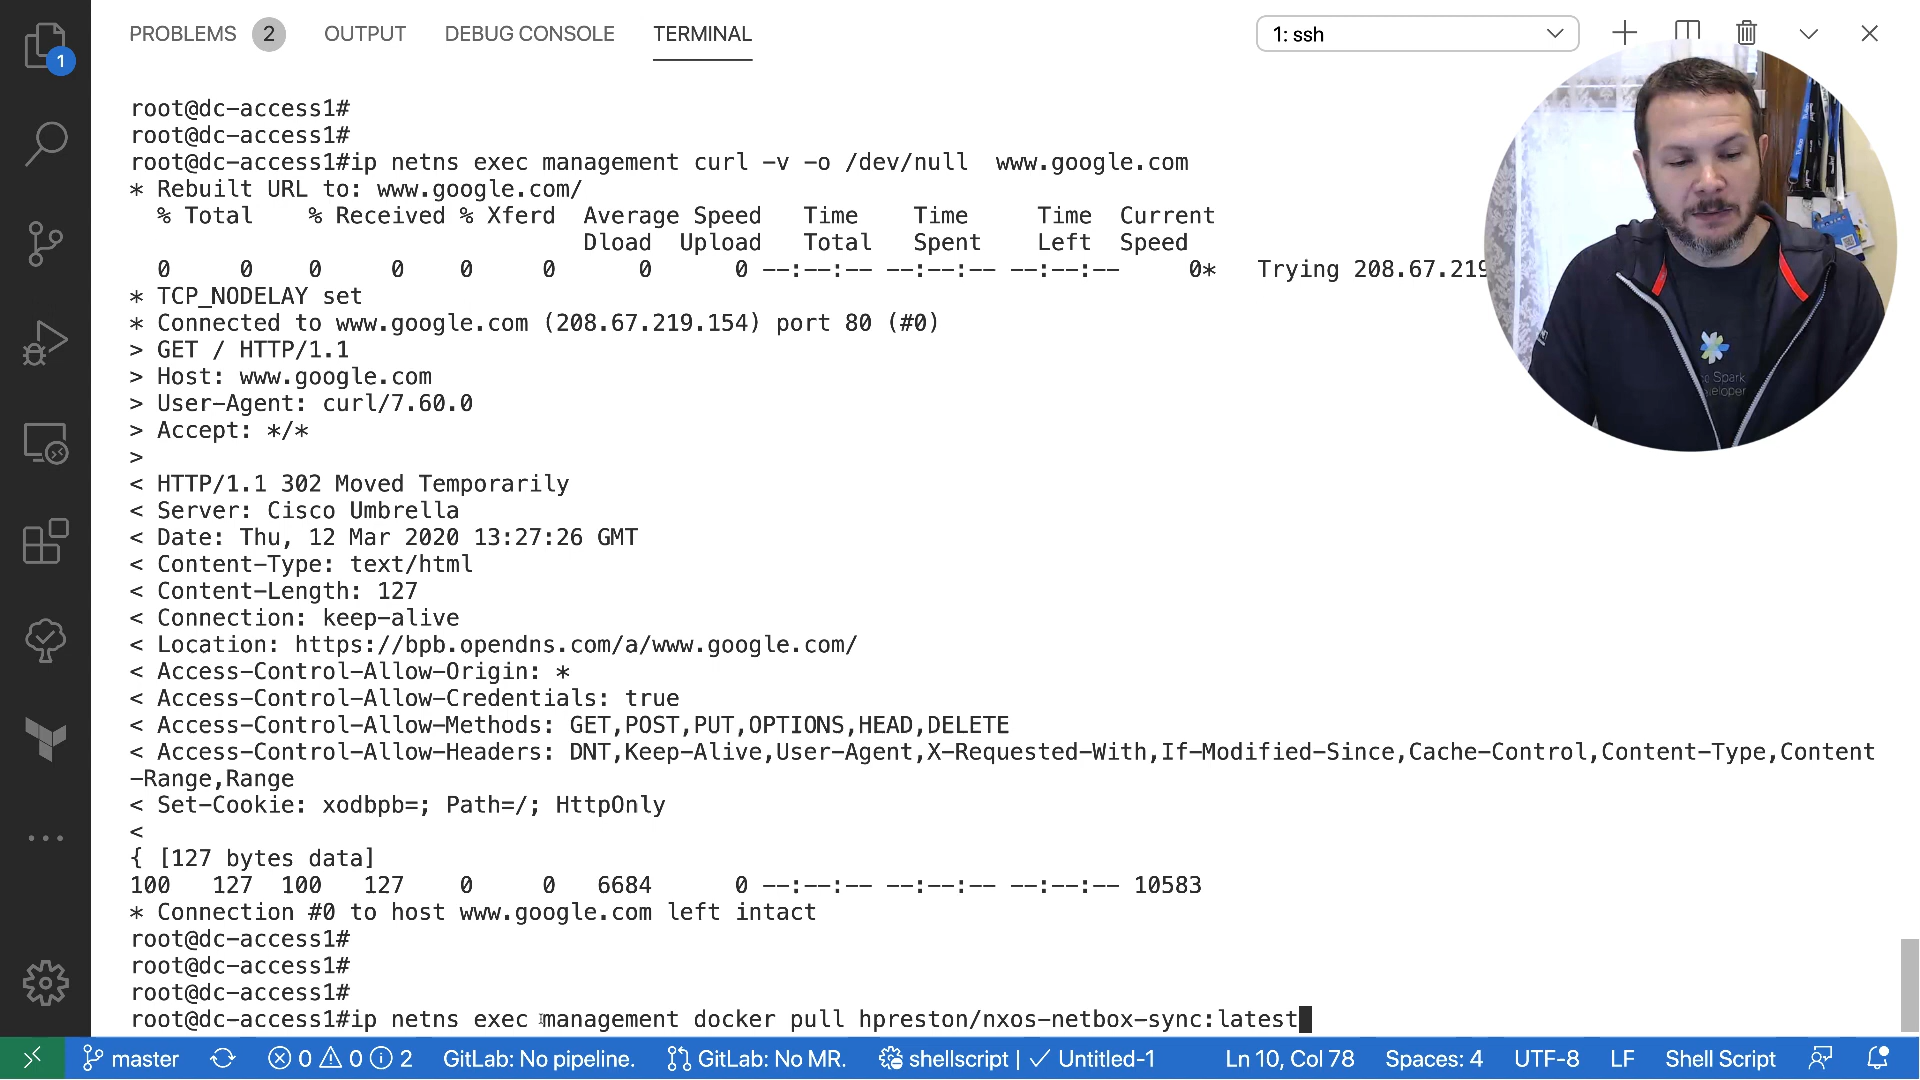 PROBLEMS 2 OUTPUT DEBUG CONSOLE TERMINAL 1: ssh
1
root@dc-access1#
root@dc-access1#
root@dc-access1#ip netns exec management curl -v -o /dev/null  www.google.com
* Rebuilt URL to: www.google.com/
  % Total    % Received % Xferd  Average Speed   Time    Time     Time  Current
                                 Dload  Upload   Total   Spent    Left  Speed
  0     0    0     0    0     0      0      0 --:--:-- --:--:-- --:--:--     0*   Trying 208.67.219
* TCP_NODELAY set
* Connected to www.google.com (208.67.219.154) port 80 (#0)
> GET / HTTP/1.1
> Host: www.google.com
> User-Agent: curl/7.60.0
> Accept: */*
>
< HTTP/1.1 302 Moved Temporarily
< Server: Cisco Umbrella
< Date: Thu, 12 Mar 2020 13:27:26 GMT
< Content-Type: text/html
< Content-Length: 127
< Connection: keep-alive
< Location: https://bpb.opendns.com/a/www.google.com/
< Access-Control-Allow-Origin: *
< Access-Control-Allow-Credentials: true
< Access-Control-Allow-Methods: GET,POST,PUT,OPTIONS,HEAD,DELETE
< Access-Control-Allow-Headers: DNT,Keep-Alive,User-Agent,X-Requested-With,If-Modified-Since,Cache-Control,Content-Type,Content
-Range,Range
< Set-Cookie: xodbpb=; Path=/; HttpOnly
<
{ [127 bytes data]
100   127  100   127    0     0   6684      0 --:--:-- --:--:-- --:--:-- 10583
* Connection #0 to host www.google.com left intact
root@dc-access1#
root@dc-access1#
root@dc-access1#
root@dc-access1#ip netns exec management docker pull hpreston/nxos-netbox-sync:latest
master 0 0 2 GitLab: No pipeline. GitLab: No MR. shellscript | ✓ Untitled-1 Ln 10, Col 78 Spaces: 4 UTF-8 LF Shell Script
Spark